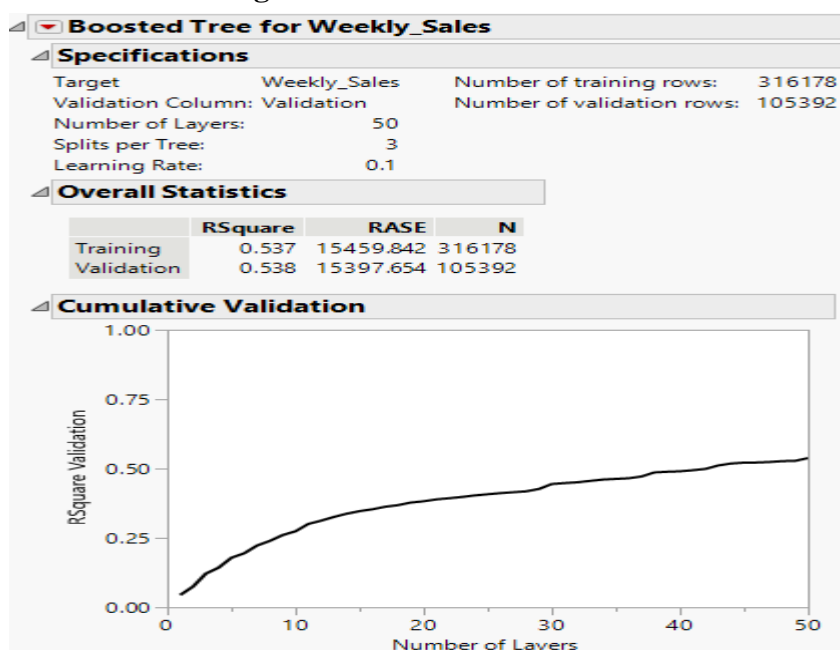 Boosted Tree for Weekly_Sales
Specifications
Target Weekly_Sales Number of training rows: 316178
Validation Column: Validation Number of validation rows: 105392
Number of Layers: 50
Splits per Tree: 3
Learning Rate: 0.1
Overall Statistics
RSquare RASE N
Training 0.537 15459.842 316178
Validation 0.538 15397.654 105392
Cumulative Validation
1.00
0.75
0.50
0.25
0.00
RSquare Validation
0 10 20 30 40 50
Number of Layers